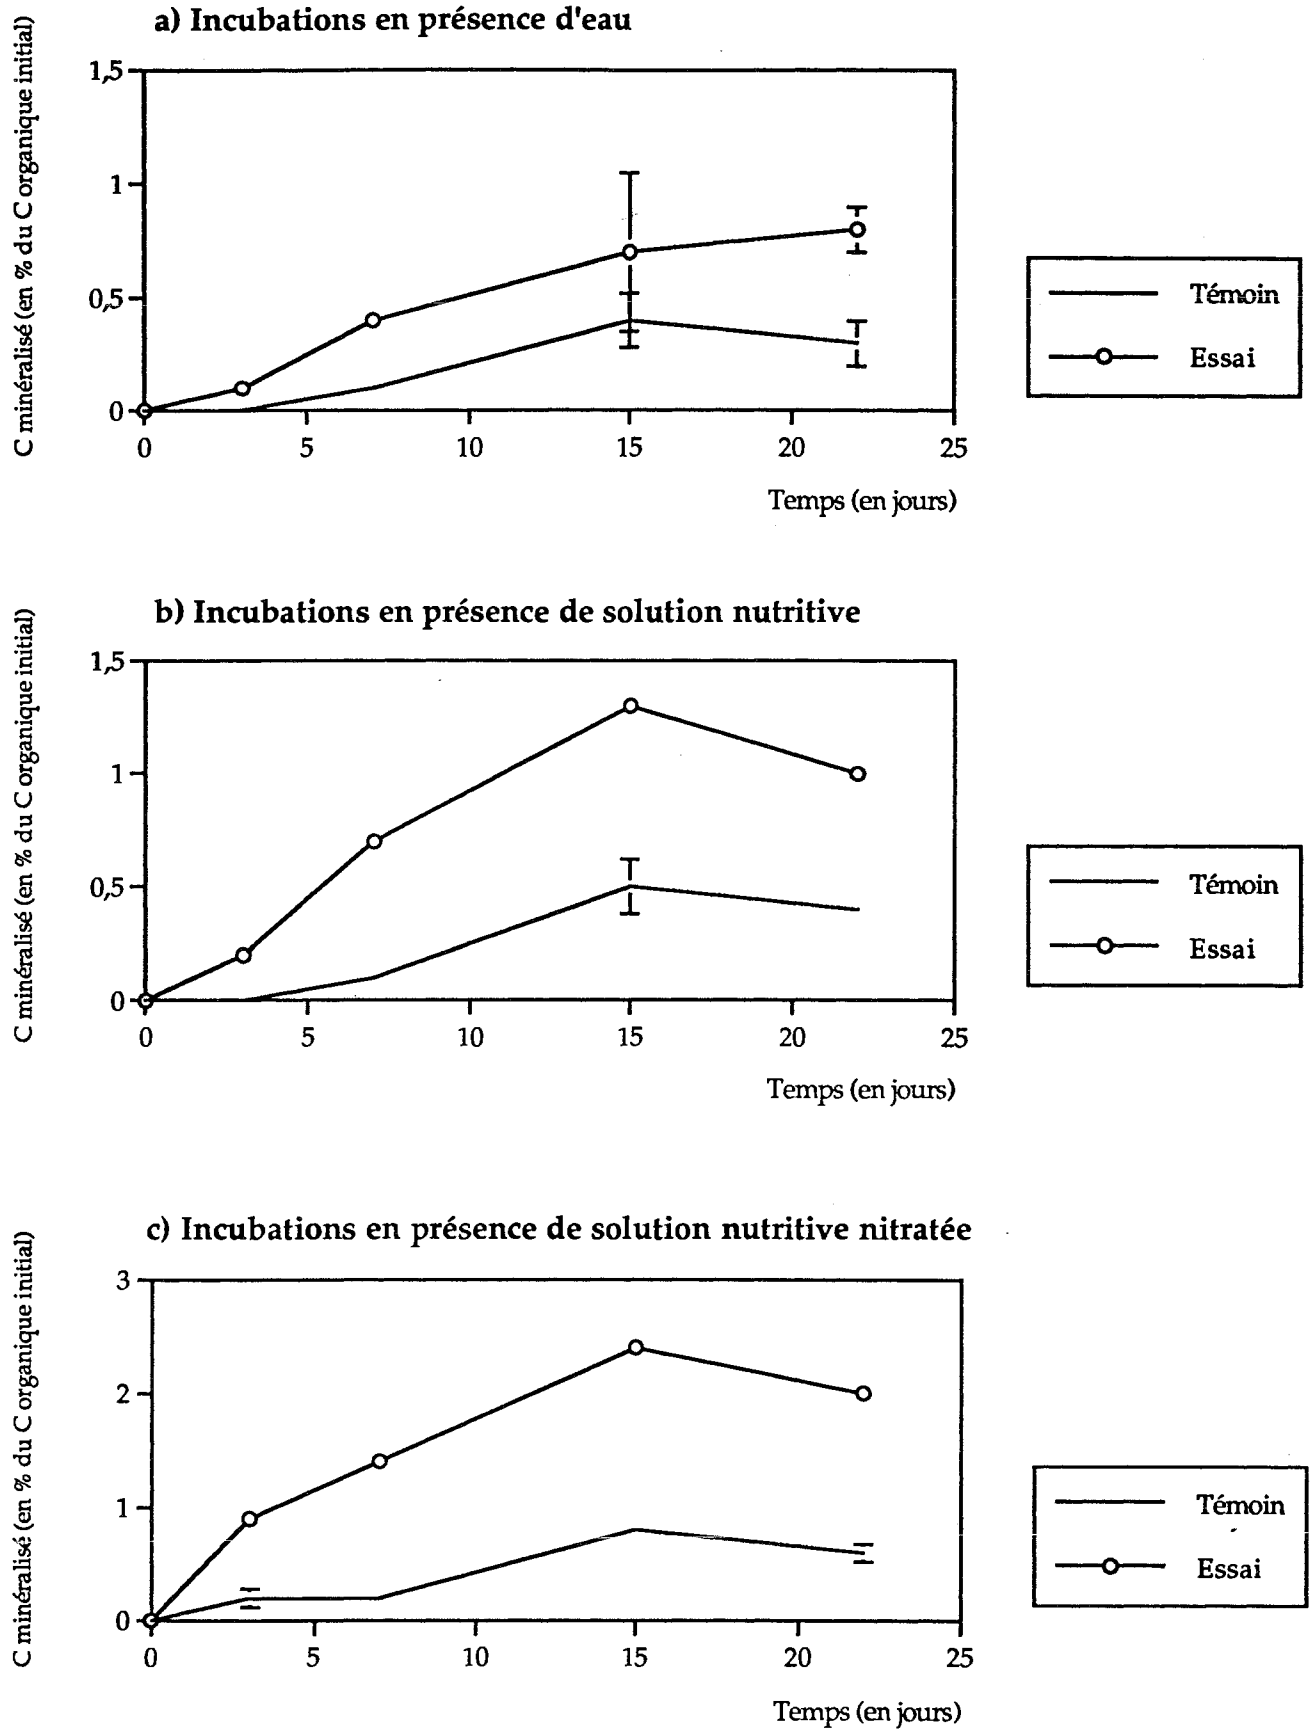 a) Incubations en présence d'eau
C minéralisé (en % du C organique initial)
1,5
1
0,5
0
0 5 10 15 20 25
Temps (en jours)
Témoin
Essai
b) Incubations en présence de solution nutritive
C minéralisé (en % du C organique initial)
1,5
1
0,5
0
0 5 10 15 20 25
Temps (en jours)
Témoin
Essai
c) Incubations en présence de solution nutritive nitratée
C minéralisé (en % du C organique initial)
3
2
1
0
0 5 10 15 20 25
Temps (en jours)
Témoin
Essai